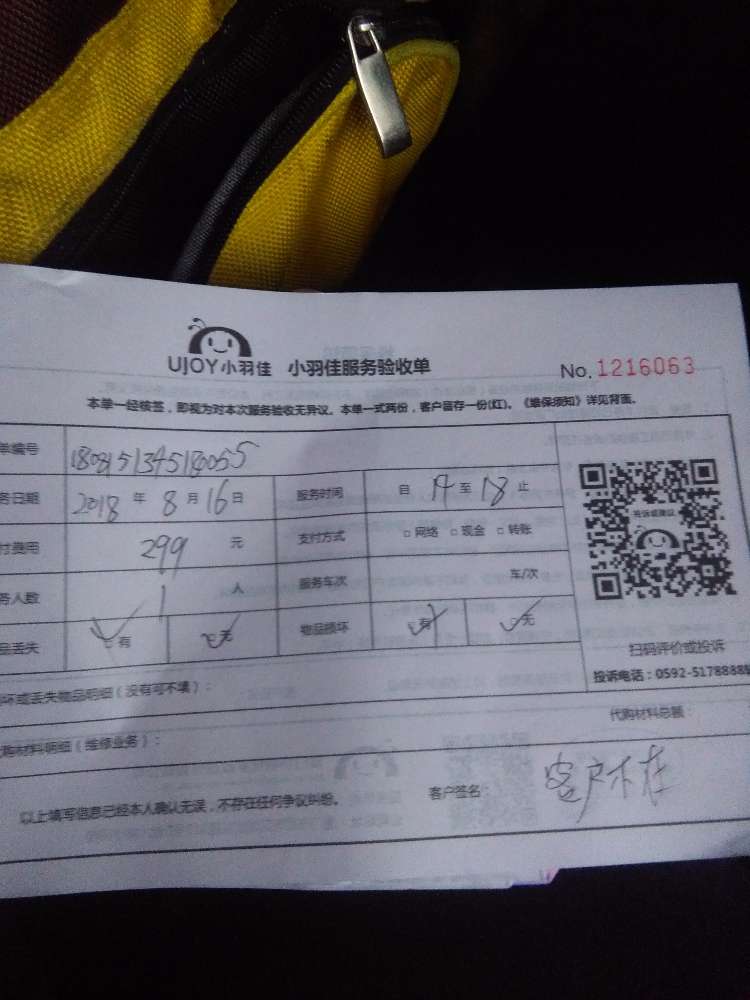 UJOY小羽佳 小羽佳服务验收单 No. 1216063
本单一经核签，即视为对本次服务验收无异议。本单一式两份，客户留存一份(红)。《维保须知》详见背面。
单编号 180815134518055
务日期 2018 年 8 月 16 日 服务时间 自 14 至 18 止
付费用 299 元 支付方式 □ 网络 □ 现金 □ 转账
务人数 1 人 服务车次 车/次
品丢失 □ 有 □ 无 物品损坏 □ 有 □ 无
投诉或建议
扫码评价或投诉
投诉电话：0592-5178888
坏或丢失物品明细（没有可不填）：
购材料明细（维修业务）： 代购材料总额：
以上填写信息已经本人确认无误，不存在任何争议纠纷。 客户签名： 客户不在